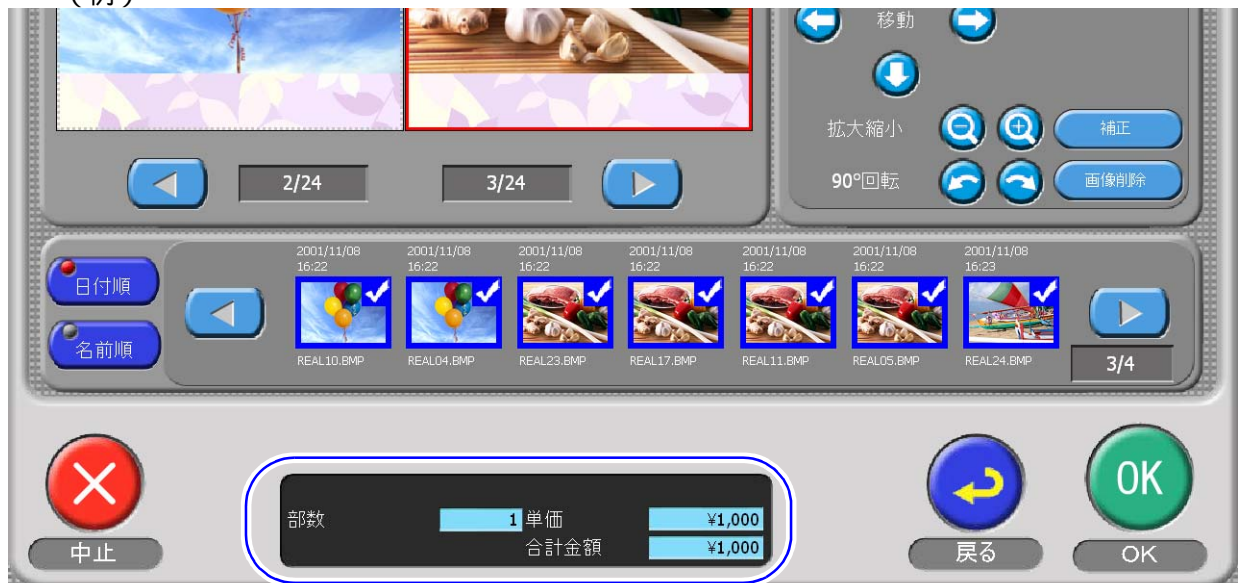 (例)
移動
拡大縮小
補正
2/24
3/24
90°回転
画像削除
日付順
名前順
2001/11/08
16:22
2001/11/08
16:22
2001/11/08
16:22
2001/11/08
16:22
2001/11/08
16:22
2001/11/08
16:22
2001/11/08
16:23
REAL10.BMP
REAL04.BMP
REAL23.BMP
REAL17.BMP
REAL11.BMP
REAL05.BMP
REAL24.BMP
3/4
中止
部数 1 単価 ¥1,000
合計金額 ¥1,000
戻る
OK
OK